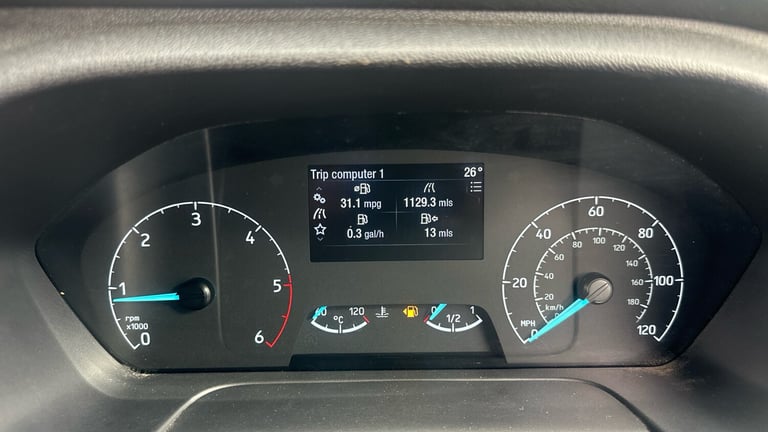 Trip computer 1 26°
31.1 mpg 1129.3 mls
0.3 gal/h 13 mls
0 1 2 3 4 5 6
rpm
x1000
60 120
°C
0 1/2 1
0 20 40 60 80 100 120
MPH
20 40 60 80 100 120 140 160 180
km/h